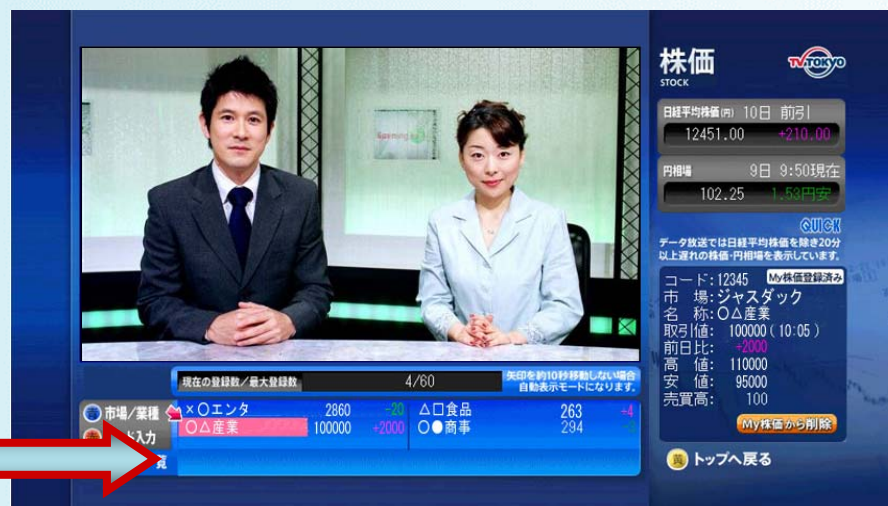 株価
STOCK
TV TOKYO
日経平均株価(円) 10日 前引
12451.00 +210.00
円相場 9日 9:50現在
102.25 1.53円安
QUICK
データ放送では日経平均株価を除き20分
以上遅れの株価・円相場を表示しています。
コード:12345 My株価登録済み
市 場:ジャスダック
名 称:○△産業
取引値: 100000(10:05)
前日比: +2000
高 値: 110000
安 値: 95000
売買高: 100
My株価から削除
黄 トップへ戻る
現在の登録数/最大登録数 4/60 矢印を約10秒移動しない場合
自動表示モードになります。
青 市場/業種
入力
覧
×○エンタ 2860 -20 △□食品 263 +4
○△産業 100000 +2000 ○●商事 294